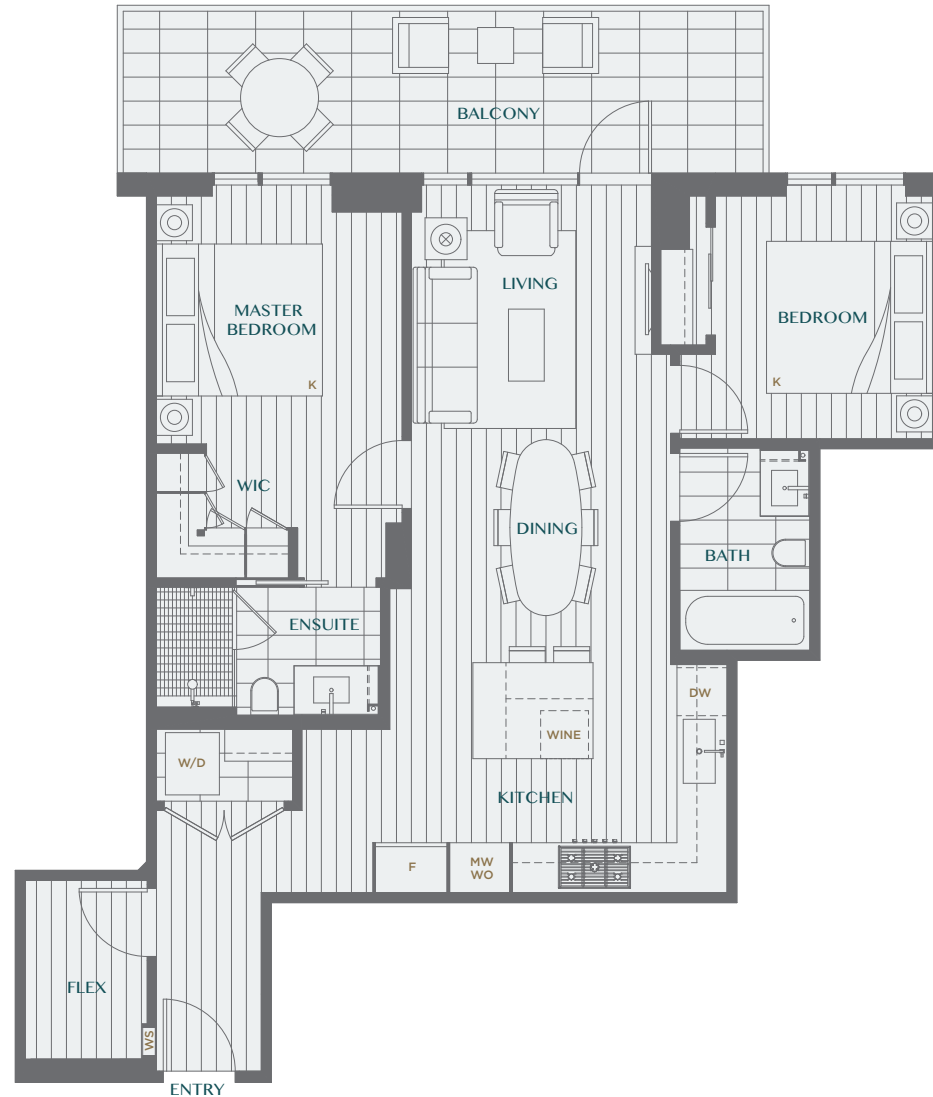 BALCONY
LIVING
MASTER
BEDROOM
BEDROOM
K
K
WIC
DINING
BATH
ENSUITE
DW
WINE
W/D
KITCHEN
F
MW
WO
FLEX
WS
ENTRY